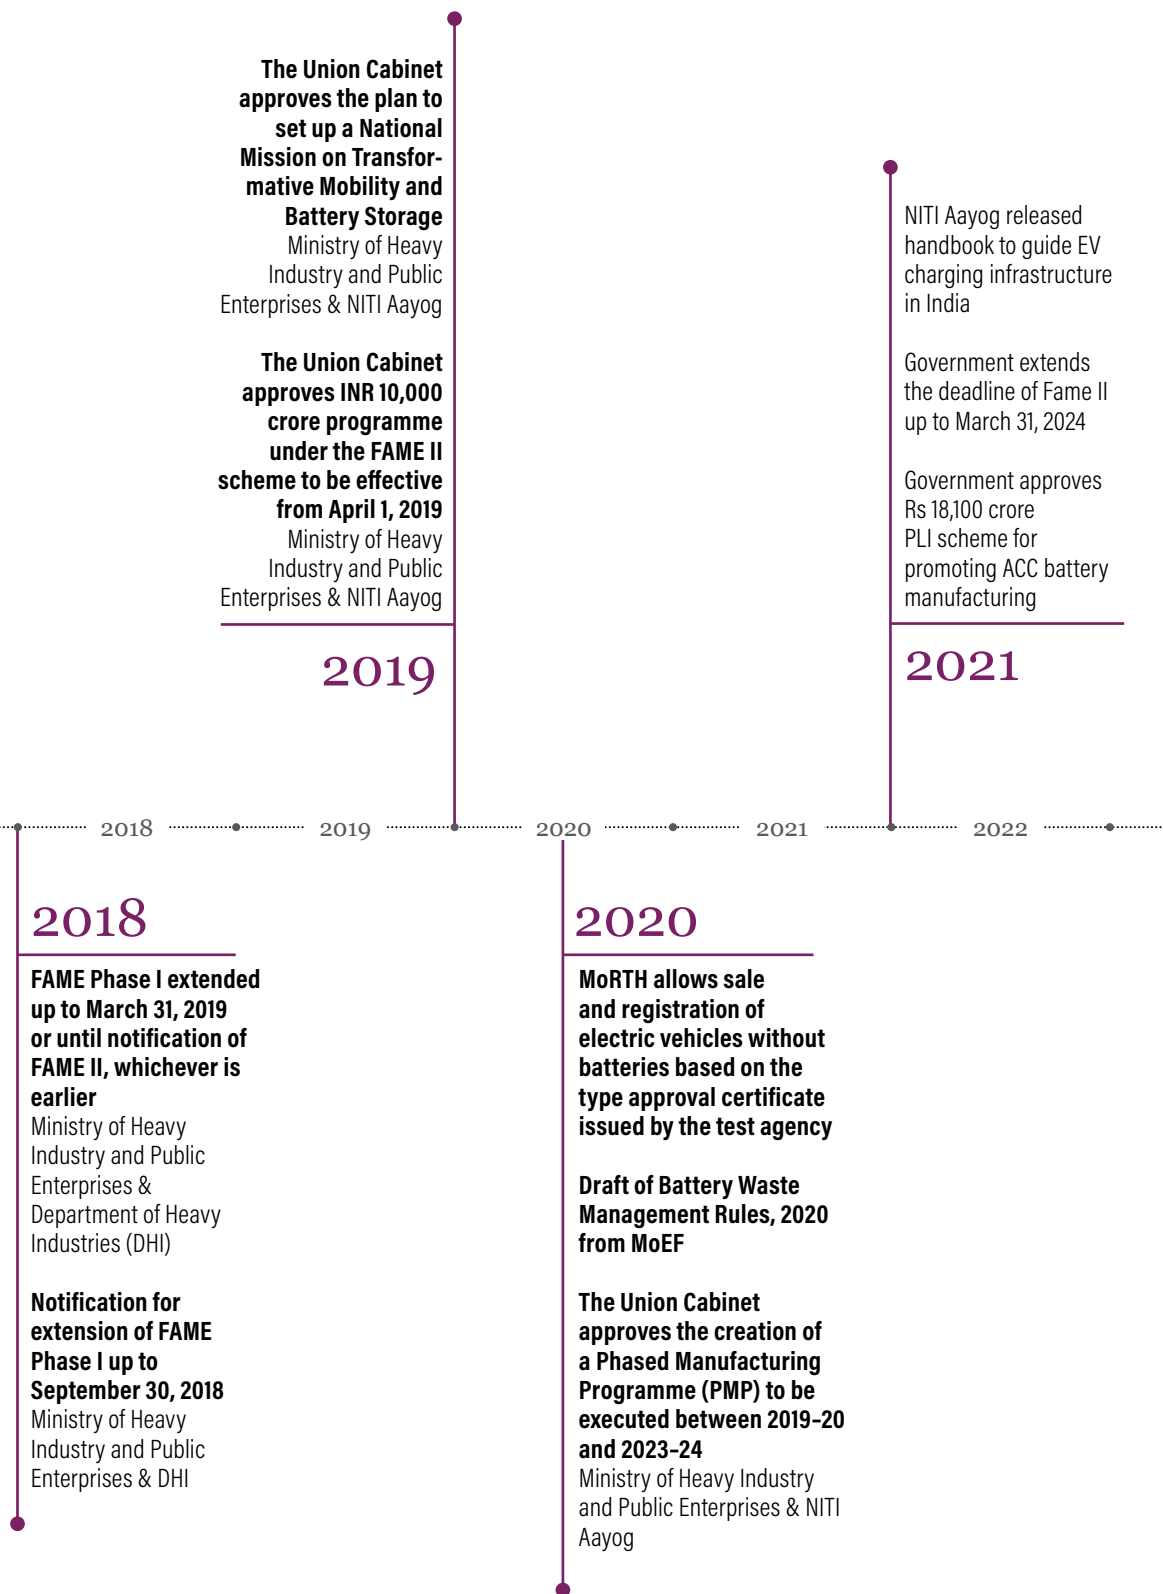 The Union Cabinet
approves the plan to
set up a National
Mission on Transfor-
mative Mobility and
Battery Storage
Ministry of Heavy
Industry and Public
Enterprises & NITI Aayog
The Union Cabinet
approves INR 10,000
crore programme
under the FAME II
scheme to be effective
from April 1, 2019
Ministry of Heavy
Industry and Public
Enterprises & NITI Aayog
2019
NITI Aayog released
handbook to guide EV
charging infrastructure
in India
Government extends
the deadline of Fame II
up to March 31, 2024
Government approves
Rs 18,100 crore
PLI scheme for
promoting ACC battery
manufacturing
2021
2018
2019
2020
2021
2022
2018
FAME Phase I extended
up to March 31, 2019
or until notification of
FAME II, whichever is
earlier
Ministry of Heavy
Industry and Public
Enterprises &
Department of Heavy
Industries (DHI)
Notification for
extension of FAME
Phase I up to
September 30, 2018
Ministry of Heavy
Industry and Public
Enterprises & DHI
2020
MoRTH allows sale
and registration of
electric vehicles without
batteries based on the
type approval certificate
issued by the test agency
Draft of Battery Waste
Management Rules, 2020
from MoEF
The Union Cabinet
approves the creation of
a Phased Manufacturing
Programme (PMP) to be
executed between 2019–20
and 2023–24
Ministry of Heavy Industry
and Public Enterprises & NITI
Aayog